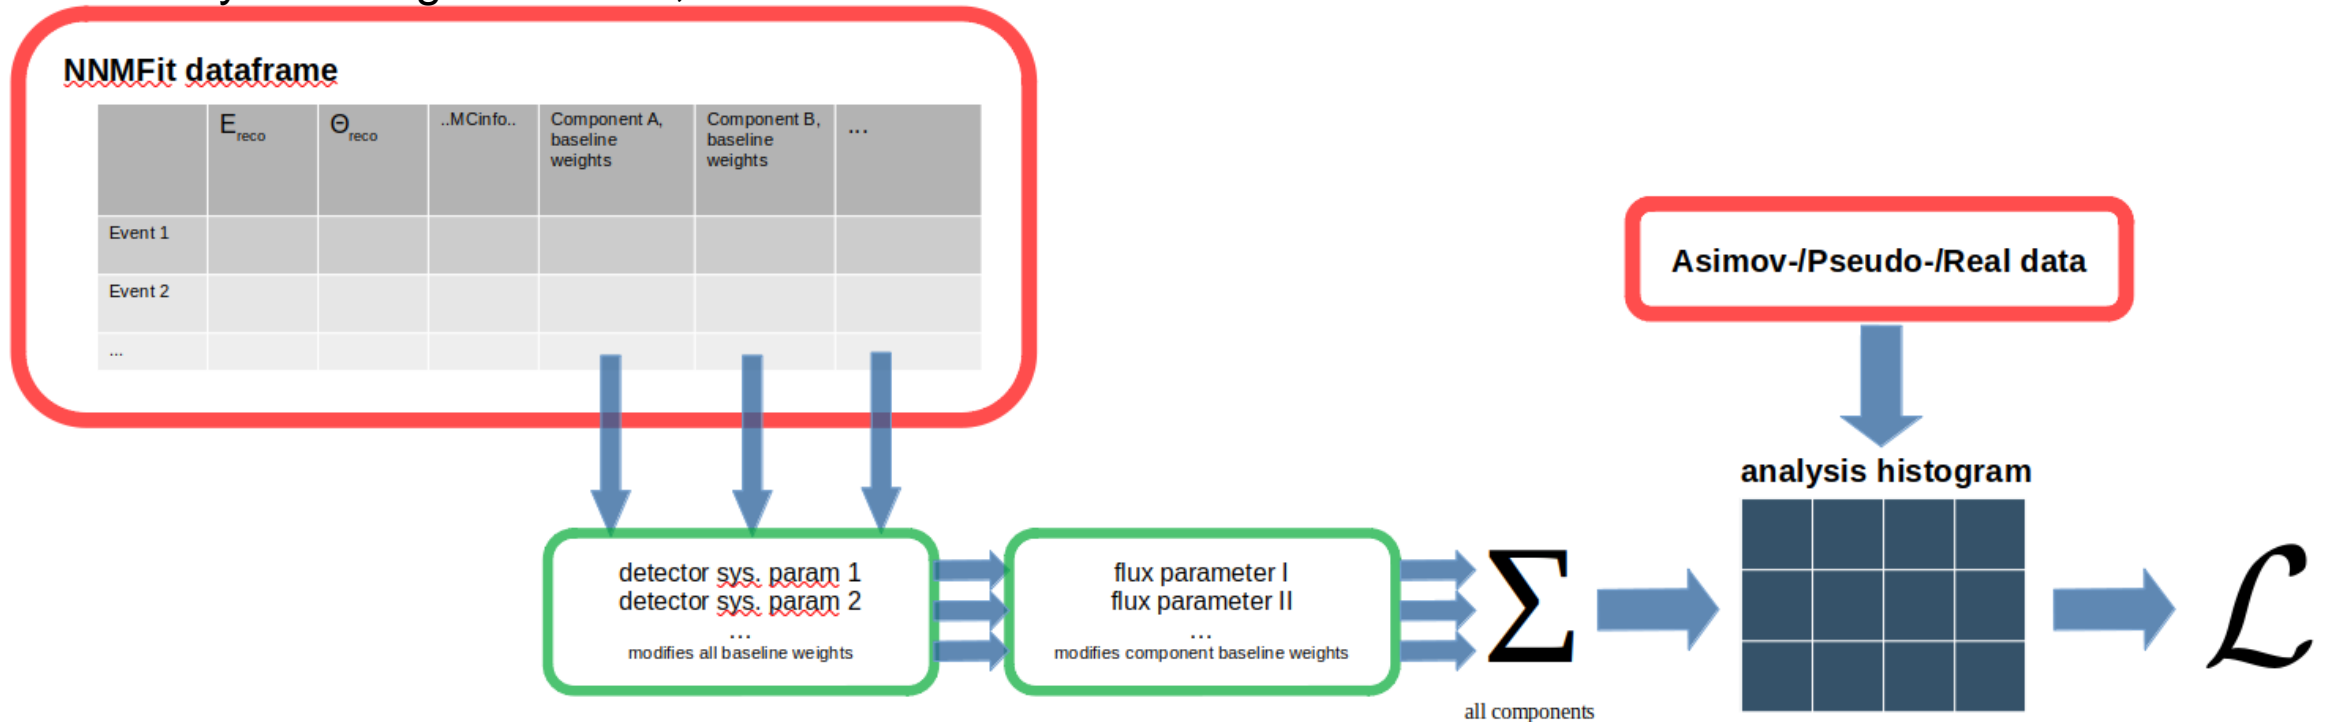 NNMFit dataframe
E reco
Θ reco
..MCinfo..
Component A,
baseline
weights
Component B,
baseline
weights
...
Event 1
Event 2
...
Asimov-/Pseudo-/Real data
analysis histogram
detector sys. param 1
detector sys. param 2
...
modifies all baseline weights
flux parameter I
flux parameter II
...
modifies component baseline weights
∑
all components
ℒ